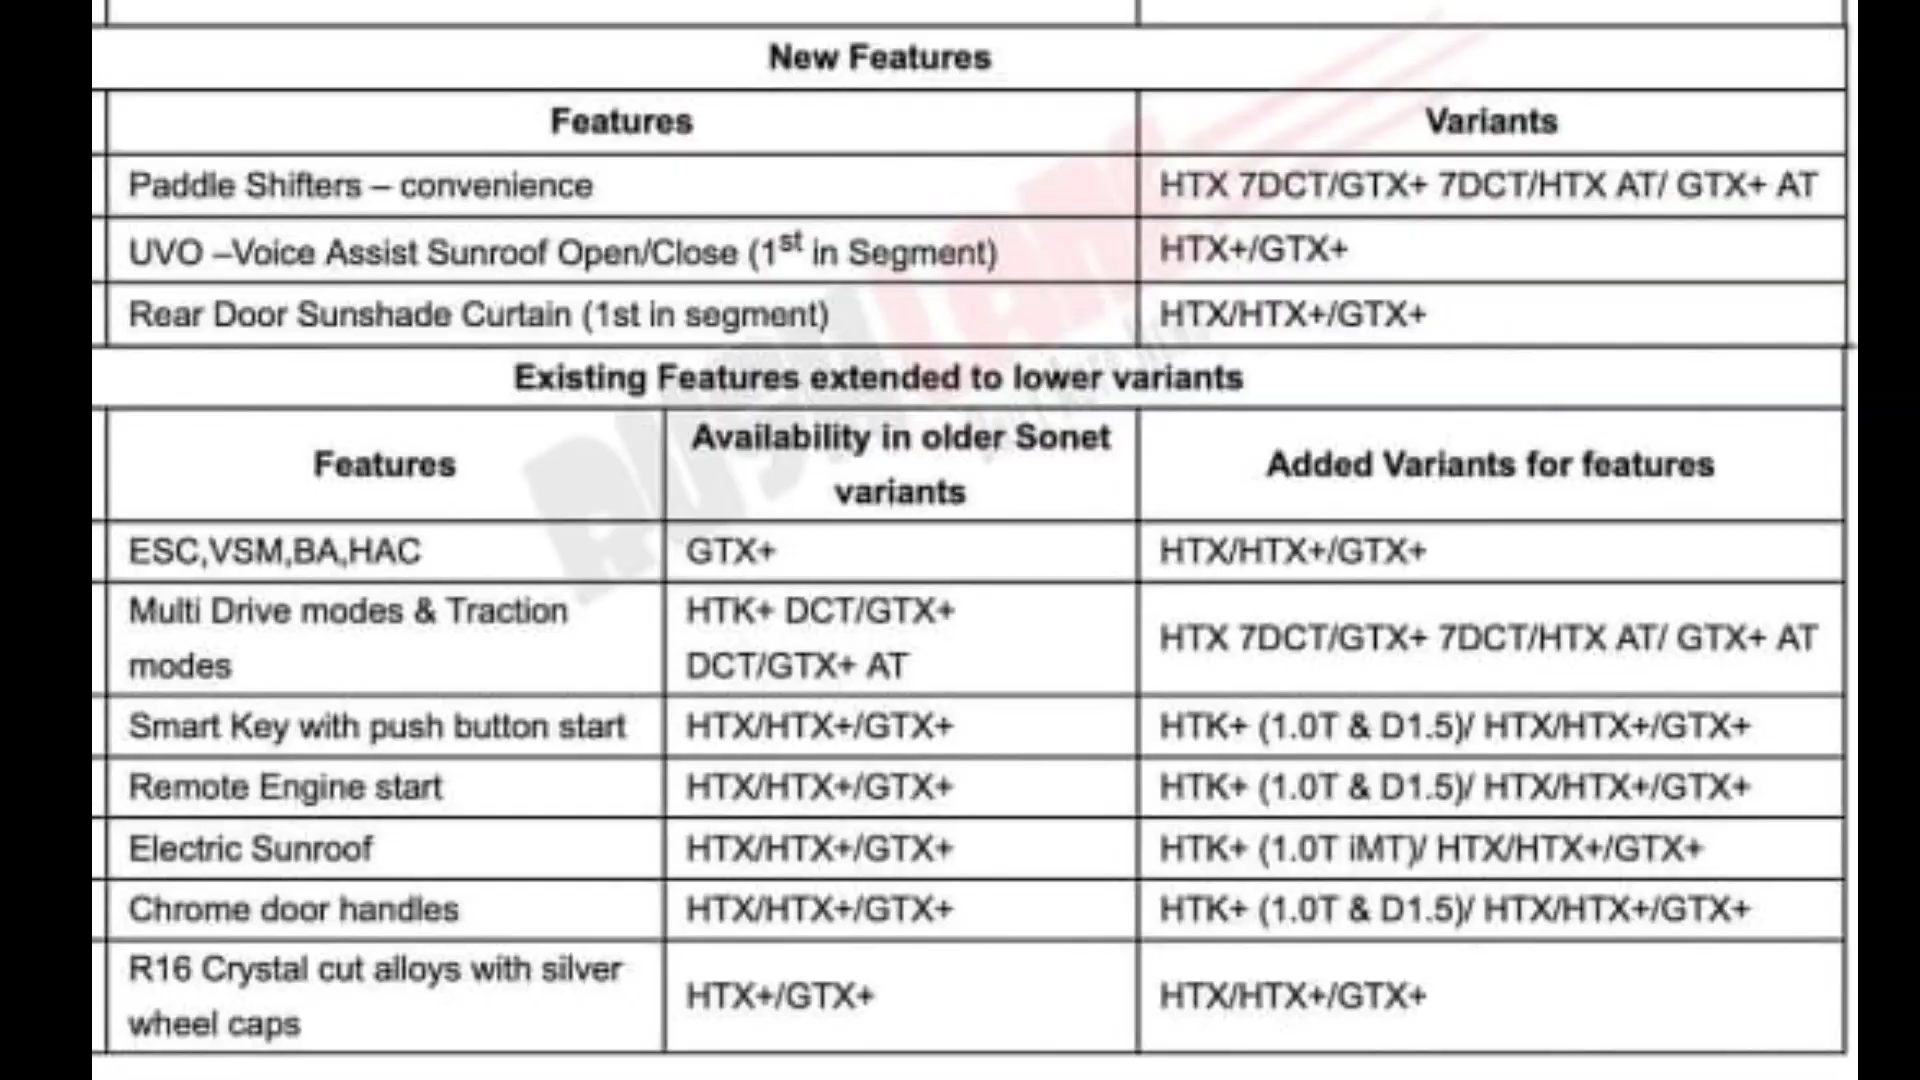 New Features
Features Variants
Paddle Shifters – convenience HTX 7DCT/GTX+ 7DCT/HTX AT/ GTX+ AT
UVO –Voice Assist Sunroof Open/Close (1st in Segment) HTX+/GTX+
Rear Door Sunshade Curtain (1st in segment) HTX/HTX+/GTX+
Existing Features extended to lower variants
Features Availability in older Sonet variants Added Variants for features
ESC,VSM,BA,HAC GTX+ HTX/HTX+/GTX+
Multi Drive modes & Traction modes HTK+ DCT/GTX+ DCT/GTX+ AT HTX 7DCT/GTX+ 7DCT/HTX AT/ GTX+ AT
Smart Key with push button start HTX/HTX+/GTX+ HTK+ (1.0T & D1.5)/ HTX/HTX+/GTX+
Remote Engine start HTX/HTX+/GTX+ HTK+ (1.0T & D1.5)/ HTX/HTX+/GTX+
Electric Sunroof HTX/HTX+/GTX+ HTK+ (1.0T iMT)/ HTX/HTX+/GTX+
Chrome door handles HTX/HTX+/GTX+ HTK+ (1.0T & D1.5)/ HTX/HTX+/GTX+
R16 Crystal cut alloys with silver wheel caps HTX+/GTX+ HTX/HTX+/GTX+